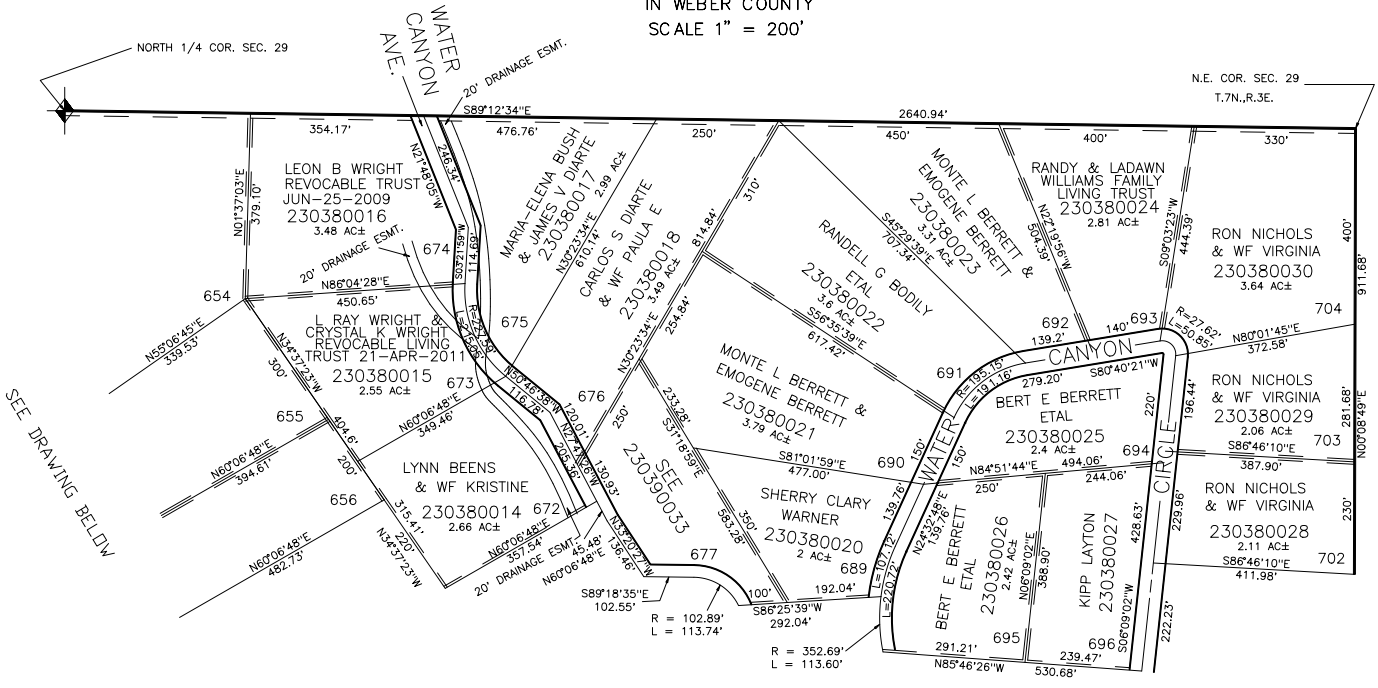 IN WEBER COUNTY
SCALE 1" = 200'
NORTH 1/4 COR. SEC. 29
WATER
CANYON
AVE.
20' DRAINAGE ESMT.
N.E. COR. SEC. 29
T.7N.,R.3E.
S89°12'34"E
2640.94'
354.17'
476.76'
250'
450'
400'
330'
N01°37'03"E
379.10'
LEON B WRIGHT
REVOCABLE TRUST
JUN-25-2009
230380016
3.48 AC±
N21°48'05"W
246.34'
S03°21'59"W
114.69'
674
20' DRAINAGE ESMT.
MARIA-ELENA BUSH
& JAMES V DIARTE
230380017
2.99 AC±
N30°23'34"E
610.14'
CARLOS S DIARTE
& WF PAULA E
230380018
3.49 AC±
310'
814.84'
254.84'
N30°23'34"E
250'
RANDELL G BODILY
ETAL
230380022
3.6 AC±
S45°29'39"E
707.34'
MONTE L BERRETT &
EMOGENE BERRETT
230380023
3.31 AC±
N22°19'56"W
504.39'
RANDY & LADAWN
WILLIAMS FAMILY
LIVING TRUST
230380024
2.81 AC±
S09°03'23"W
444.39'
RON NICHOLS
& WF VIRGINIA
230380030
3.64 AC±
400'
911.68'
704
654
N86°04'28"E
450.65'
N55°06'45"E
339.53'
L RAY WRIGHT &
CRYSTAL K WRIGHT
REVOCABLE LIVING
TRUST 21-APR-2011
230380015
2.55 AC±
673
N34°37'23"W
300'
404.6'
200'
R=227.59'
L=215.06'
675
N50°46'38"W
116.78'
676
S56°35'39"E
617.42'
MONTE L BERRETT &
EMOGENE BERRETT
230380021
3.79 AC±
691
692
693
139.2'
140'
R=27.62'
L=50.85'
N80°01'45"E
372.58'
CANYON
R=195.15'
L=191.16'
279.20'
S80°40'21"W
BERT E BERRETT
ETAL
230380025
2.4 AC±
220'
196.44'
RON NICHOLS
& WF VIRGINIA
230380029
2.06 AC±
281.68'
703
N00°08'49"E
S86°46'10"E
387.90'
SEE DRAWING BELOW
655
N60°06'48"E
394.61'
N60°06'48"E
349.46'
LYNN BEENS
& WF KRISTINE
230380014
2.66 AC±
672
120.01'
205.36'
130.93'
233.28'
S31°18'59"E
SEE
230390033
S81°01'59"E
477.00'
690
150'
WATER
150'
694
N84°51'44"E
494.06'
250'
244.06'
CIRCLE
RON NICHOLS
& WF VIRGINIA
230380028
2.11 AC±
230'
S86°46'10"E
411.98'
702
656
N60°06'48"E
482.73'
315.41'
220'
N34°37'23"W
N60°06'48"E
357.54'
20' DRAINAGE ESMT.
45.48'
N60°06'48"E
N33°20'27"W
136.46'
677
S89°18'35"E
102.55'
R = 102.89'
L = 113.74'
350'
583.28'
SHERRY CLARY
WARNER
230380020
2 AC±
689
100'
192.04'
S86°25'39"W
292.04'
139.76'
N24°32'48"E
139.76'
L=107.12'
L=220.72'
R = 352.69'
L = 113.60'
BERT E BERRETT
ETAL
230380026
2.42 AC±
N06°09'02"E
388.90'
KIPP LAYTON
230380027
428.63'
S06°09'02"W
229.96'
222.23'
695
696
291.21'
239.47'
N85°46'26"W
530.68'